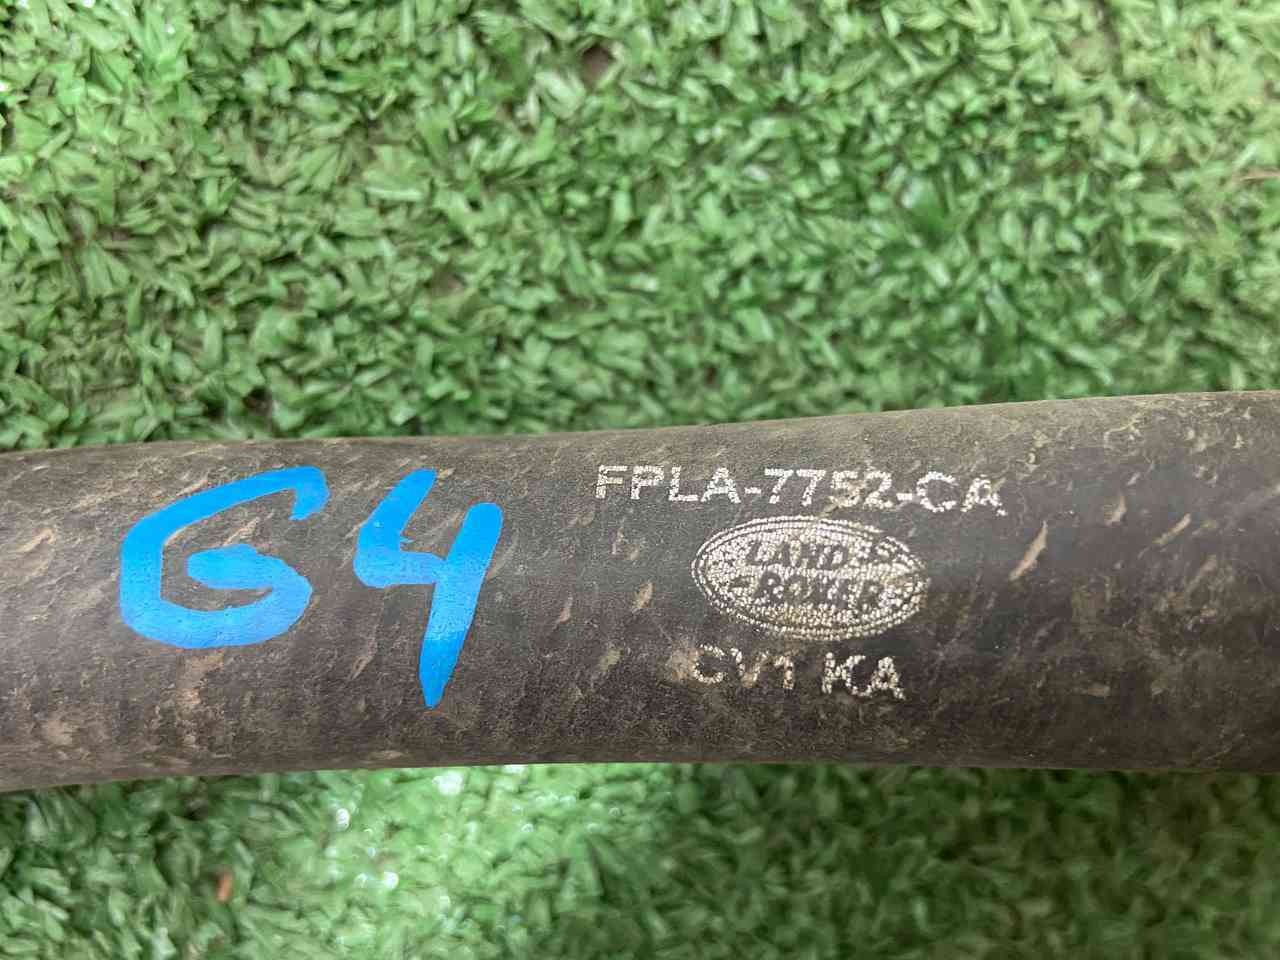 G4
FPLA-7752-CA
LAND
ROVER
CV1 KA